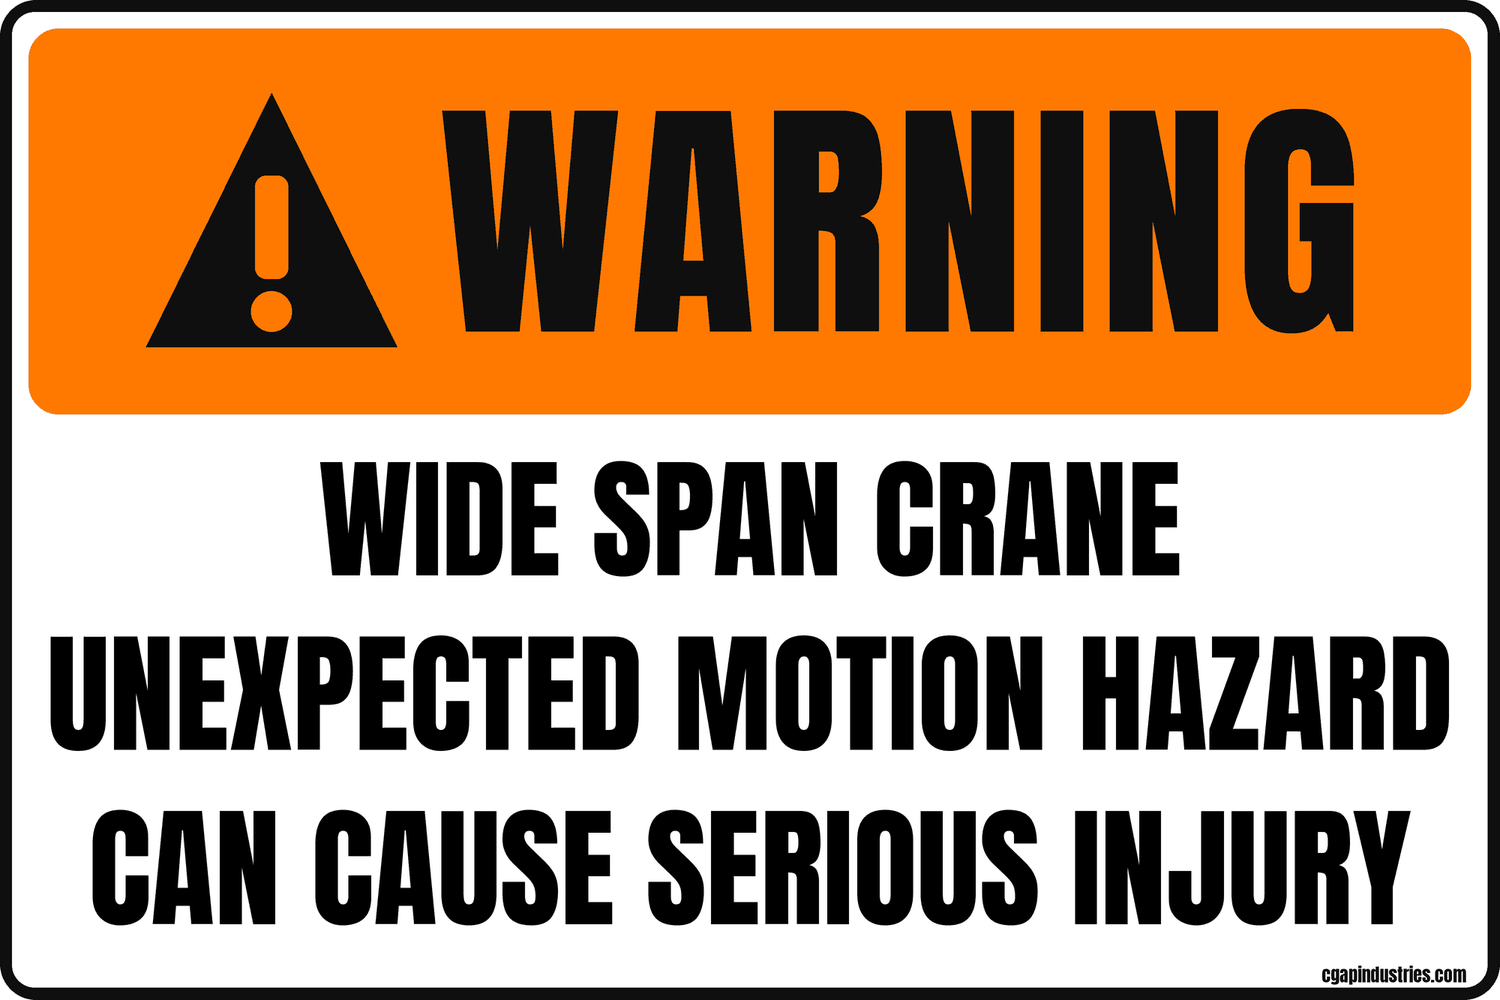 WARNING
WIDE SPAN CRANE
UNEXPECTED MOTION HAZARD
CAN CAUSE SERIOUS INJURY
cgapindustries.com